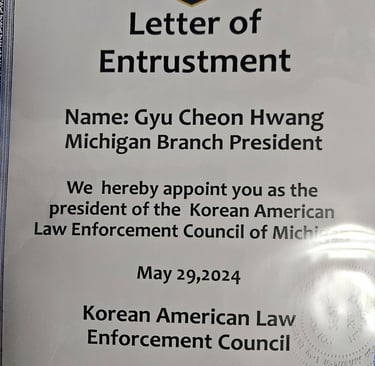 Letter of
Entrustment
Name: Gyu Cheon Hwang
Michigan Branch President
We hereby appoint you as the
president of the Korean American
Law Enforcement Council of
May 29,2024
Korean American Law
Enforcement Council